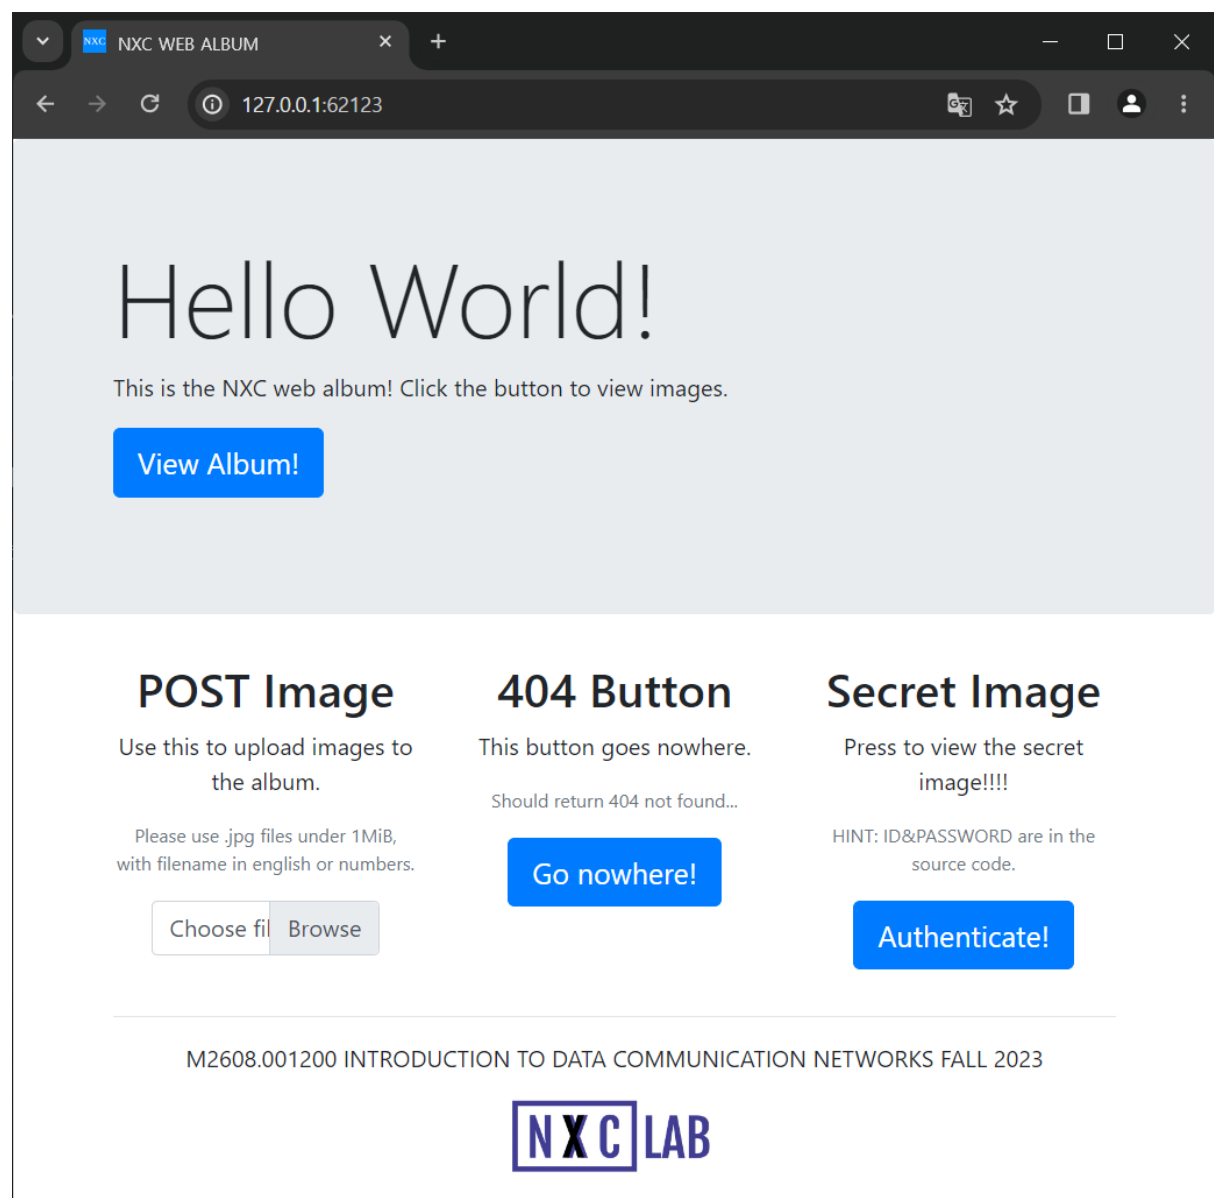 NXC NXC WEB ALBUM
127.0.0.1:62123
Hello World!
This is the NXC web album! Click the button to view images.
View Album!
POST Image
Use this to upload images to
the album.
Please use .jpg files under 1MiB,
with filename in english or numbers.
Choose fil Browse
404 Button
This button goes nowhere.
Should return 404 not found...
Go nowhere!
Secret Image
Press to view the secret
image!!!!
HINT: ID&PASSWORD are in the
source code.
Authenticate!
M2608.001200 INTRODUCTION TO DATA COMMUNICATION NETWORKS FALL 2023
NXC LAB